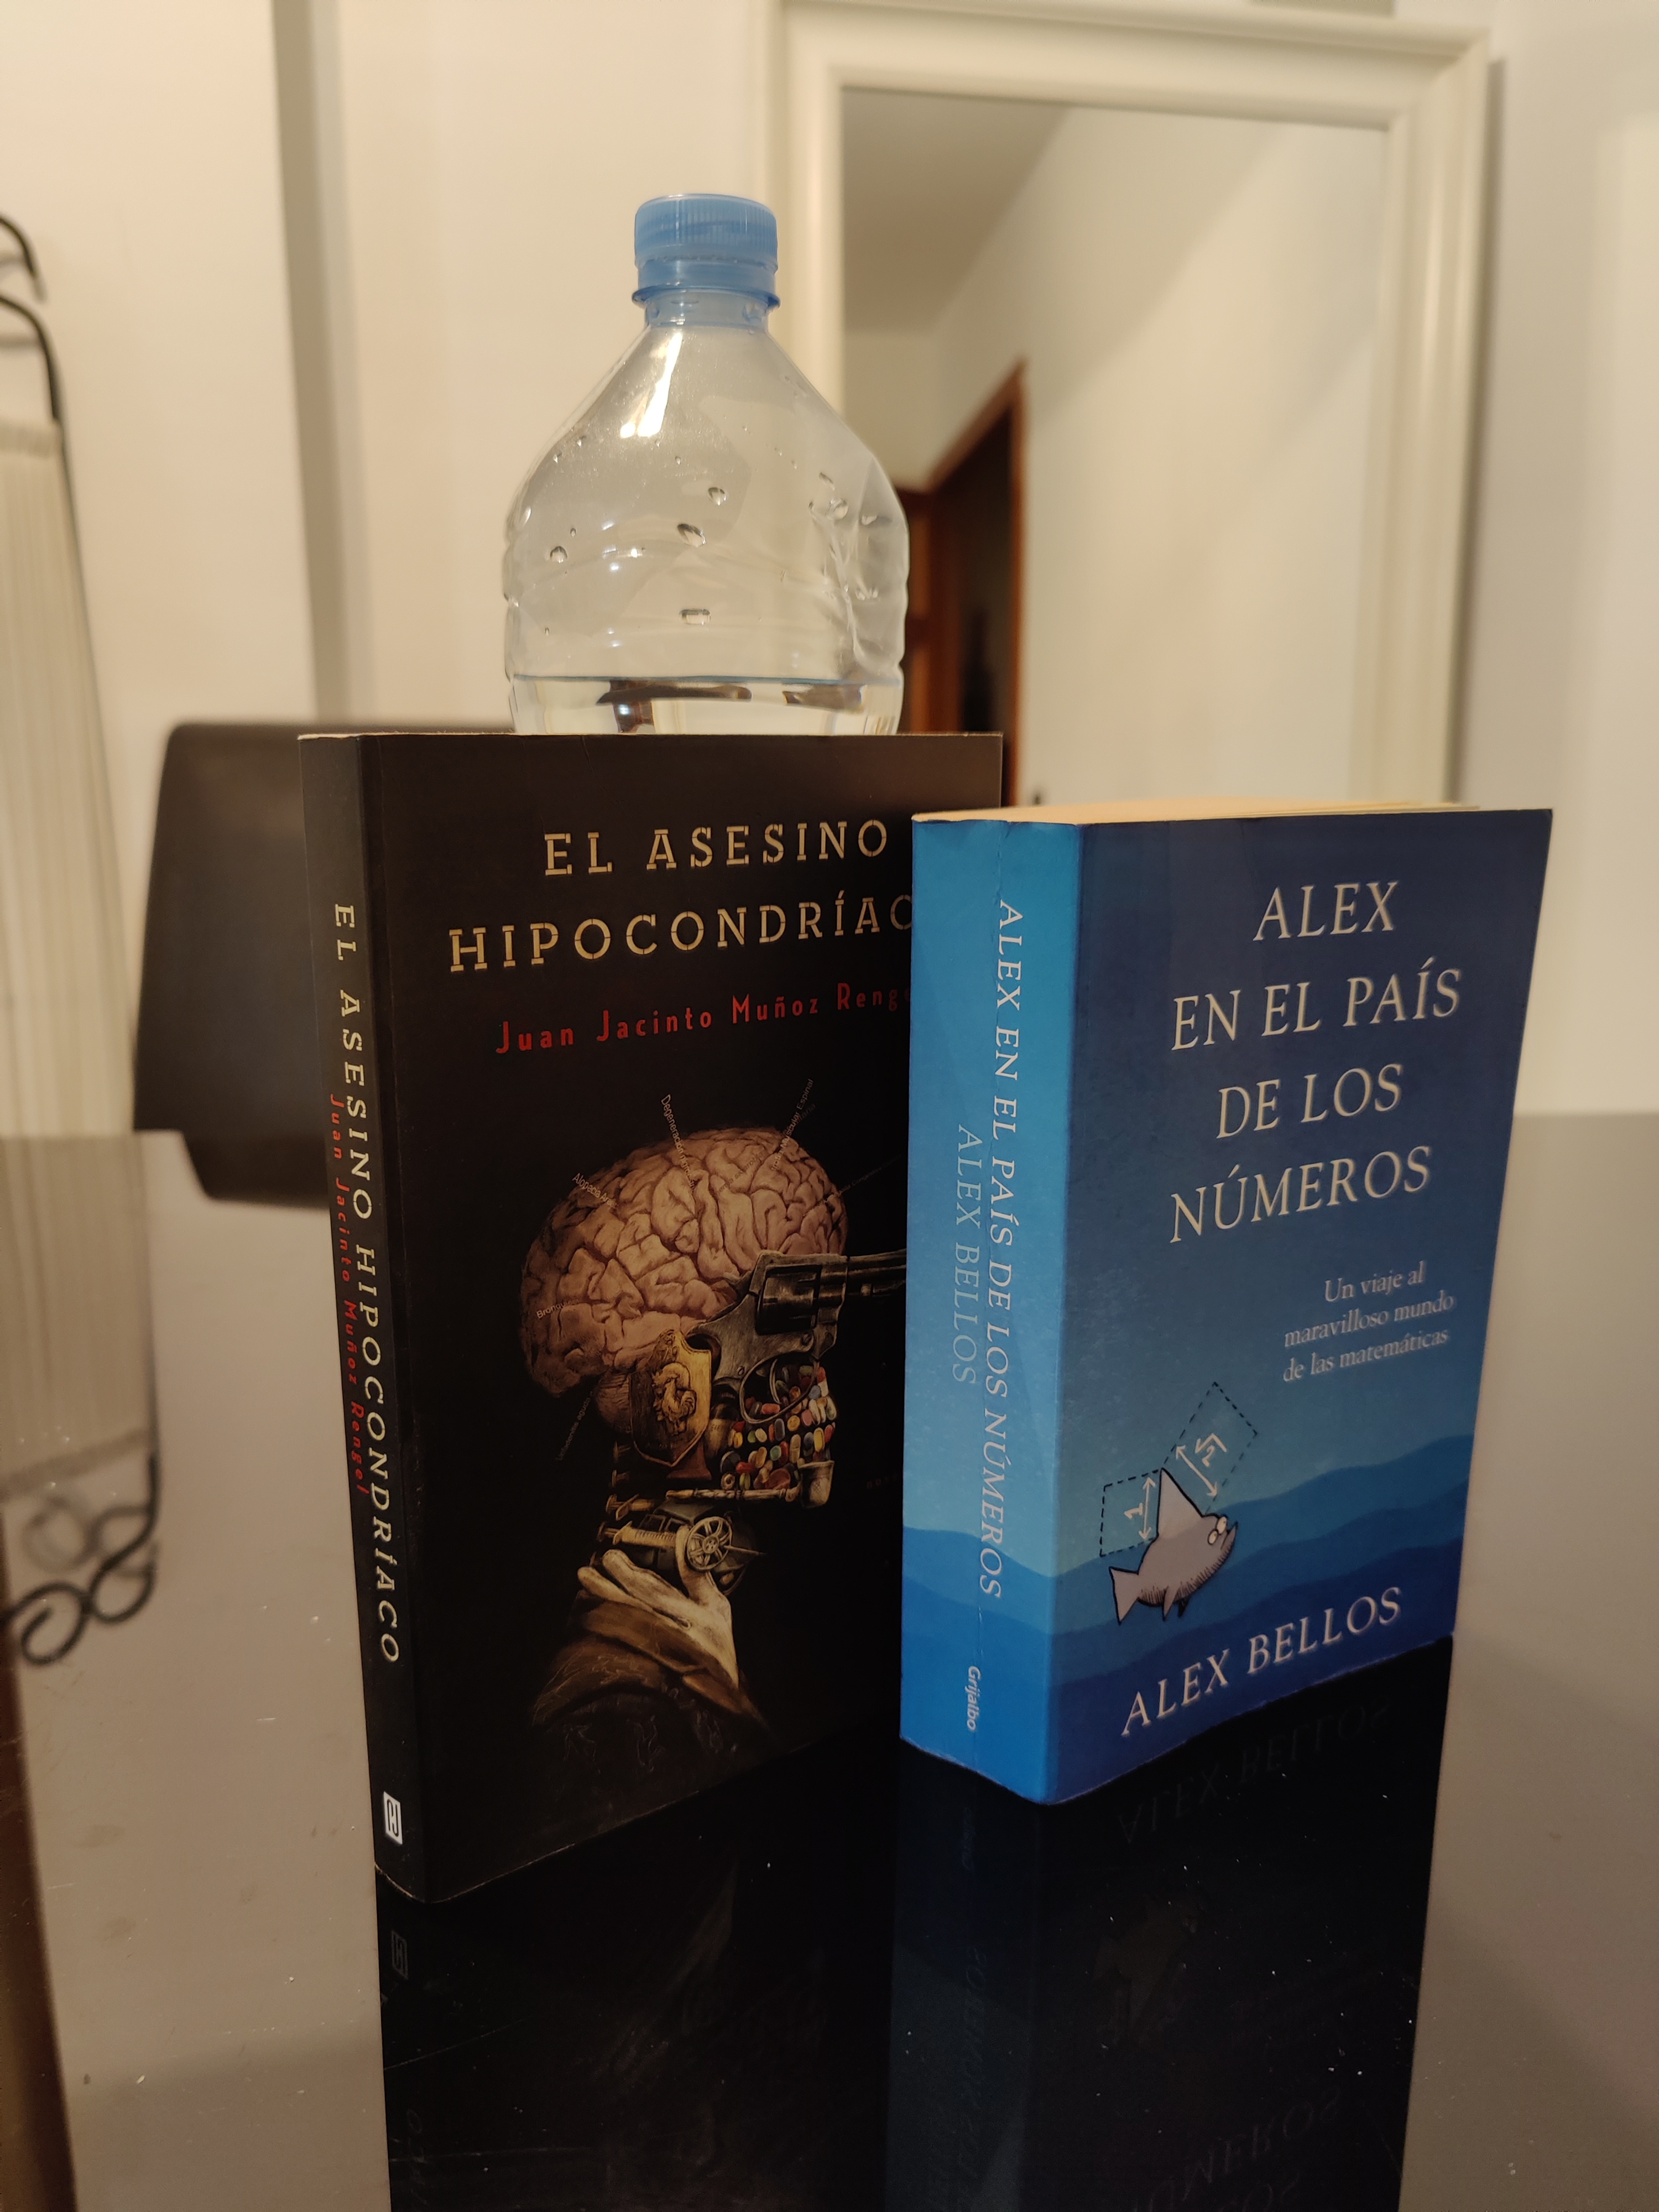 EL ASESINO
HIPOCONDRÍAC
Juan Jacinto Muñoz Renge
EL ASESINO HIPOCONDRÍACO
Juan Jacinto Muñoz Rengel
ALEX EN EL PAÍS DE LOS NÚMEROS
ALEX BELLOS
Grijalbo
ALEX
EN EL PAÍS
DE LOS
NÚMEROS
Un viaje al
maravilloso mundo
de las matemáticas
1
√2
ALEX BELLOS